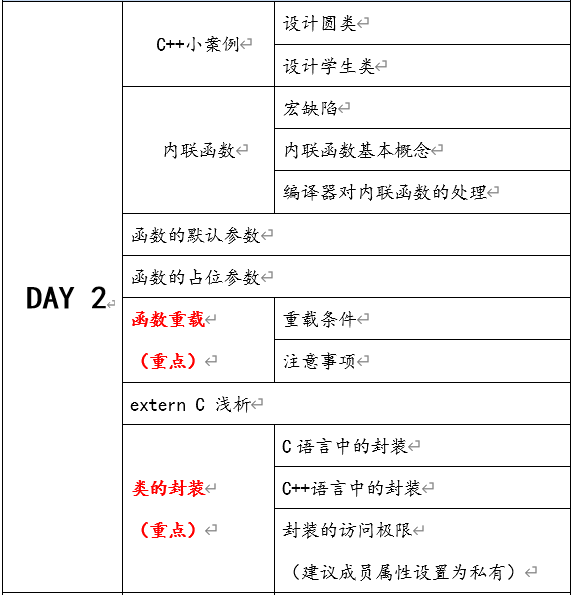 DAY 2
C++小案例
设计圆类
设计学生类
内联函数
宏缺陷
内联函数基本概念
编译器对内联函数的处理
函数的默认参数
函数的占位参数
函数重载
（重点）
重载条件
注意事项
extern C 浅析
类的封装
（重点）
C语言中的封装
C++语言中的封装
封装的访问极限
（建议成员属性设置为私有）